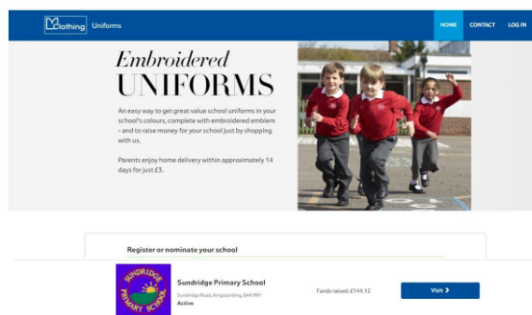 Clothing Uniforms
HOME CONTACT LOG IN
Embroidered
UNIFORMS
An easy way to get great value school uniforms in your
school's colours, complete with embroidered emblem
- and to raise money for your school just by shopping
with us.
Parents enjoy home delivery within approximately 14
days for just £3.
Register or nominate your school
SUNDRIDGE
PRIMARY SCHOOL
Sundridge Primary School
Sundridge Road, Kingstanding,
Active
Funds raised: £144.12
Visit